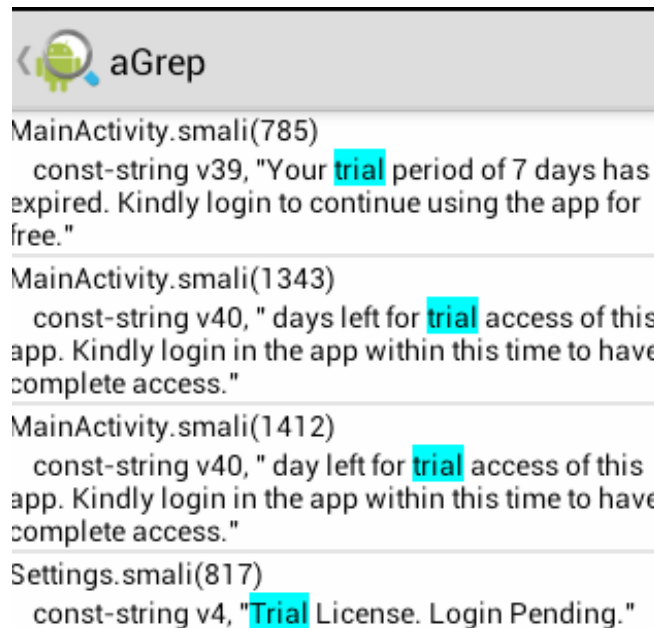 aGrep
MainActivity.smali(785)
const-string v39, "Your trial period of 7 days has
expired. Kindly login to continue using the app for
free."
MainActivity.smali(1343)
const-string v40, " days left for trial access of this
app. Kindly login in the app within this time to have
complete access."
MainActivity.smali(1412)
const-string v40, " day left for trial access of this
app. Kindly login in the app within this time to have
complete access."
Settings.smali(817)
const-string v4, "Trial License. Login Pending."